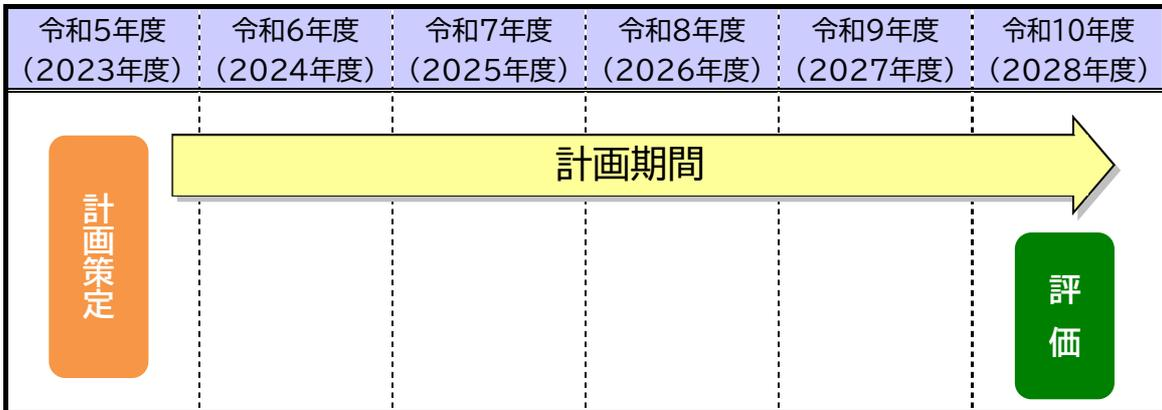 令和5年度
（2023年度）
令和6年度
（2024年度）
令和7年度
（2025年度）
令和8年度
（2026年度）
令和9年度
（2027年度）
令和10年度
（2028年度）
計画期間
計画策定
評価